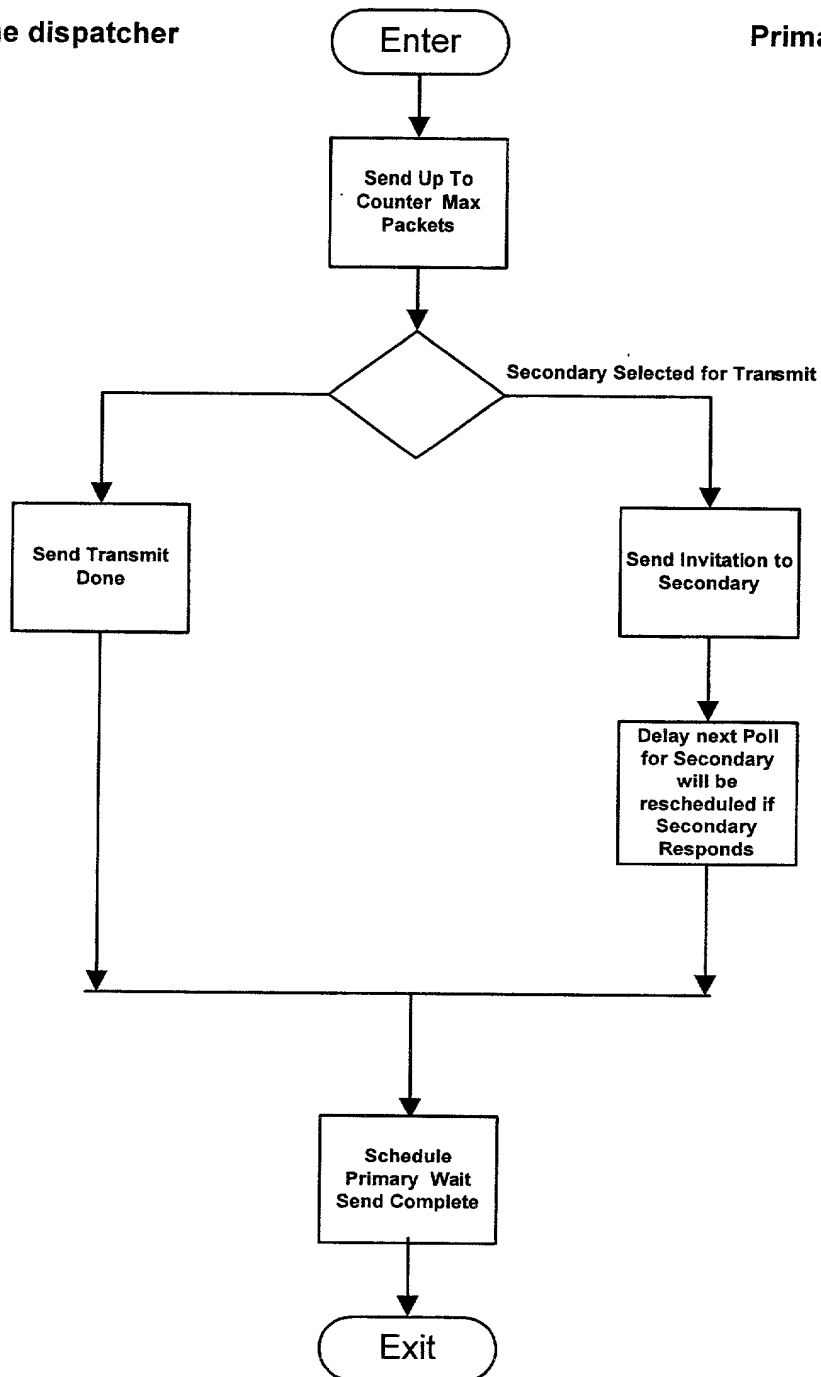 e dispatcher
Enter
Prima
Send Up To
Counter Max
Packets
Secondary Selected for Transmit
Send Transmit
Done
Send Invitation to
Secondary
Delay next Poll
for Secondary
will be
rescheduled if
Secondary
Responds
Schedule
Primary Wait
Send Complete
Exit